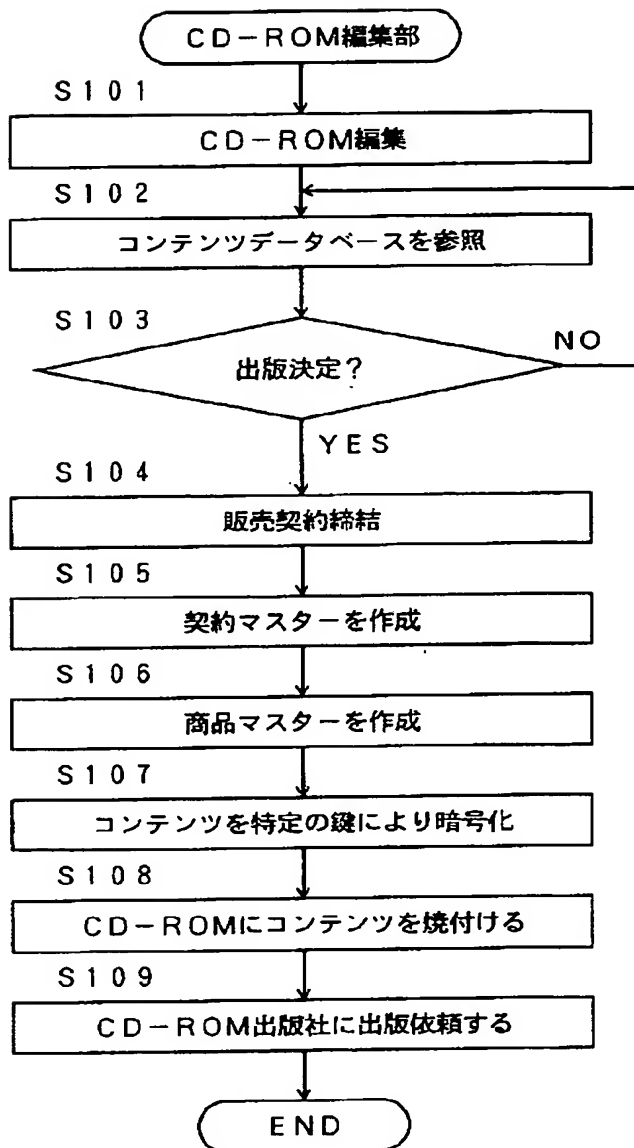 CD-ROM編集部
S101
CD-ROM編集
S102
コンテンツデータベースを参照
S103
出版決定?
NO
YES
S104
販売契約締結
S105
契約マスターを作成
S106
商品マスターを作成
S107
コンテンツを特定の鍵により暗号化
S108
CD-ROMにコンテンツを焼付ける
S109
CD-ROM出版社に出版依頼する
END